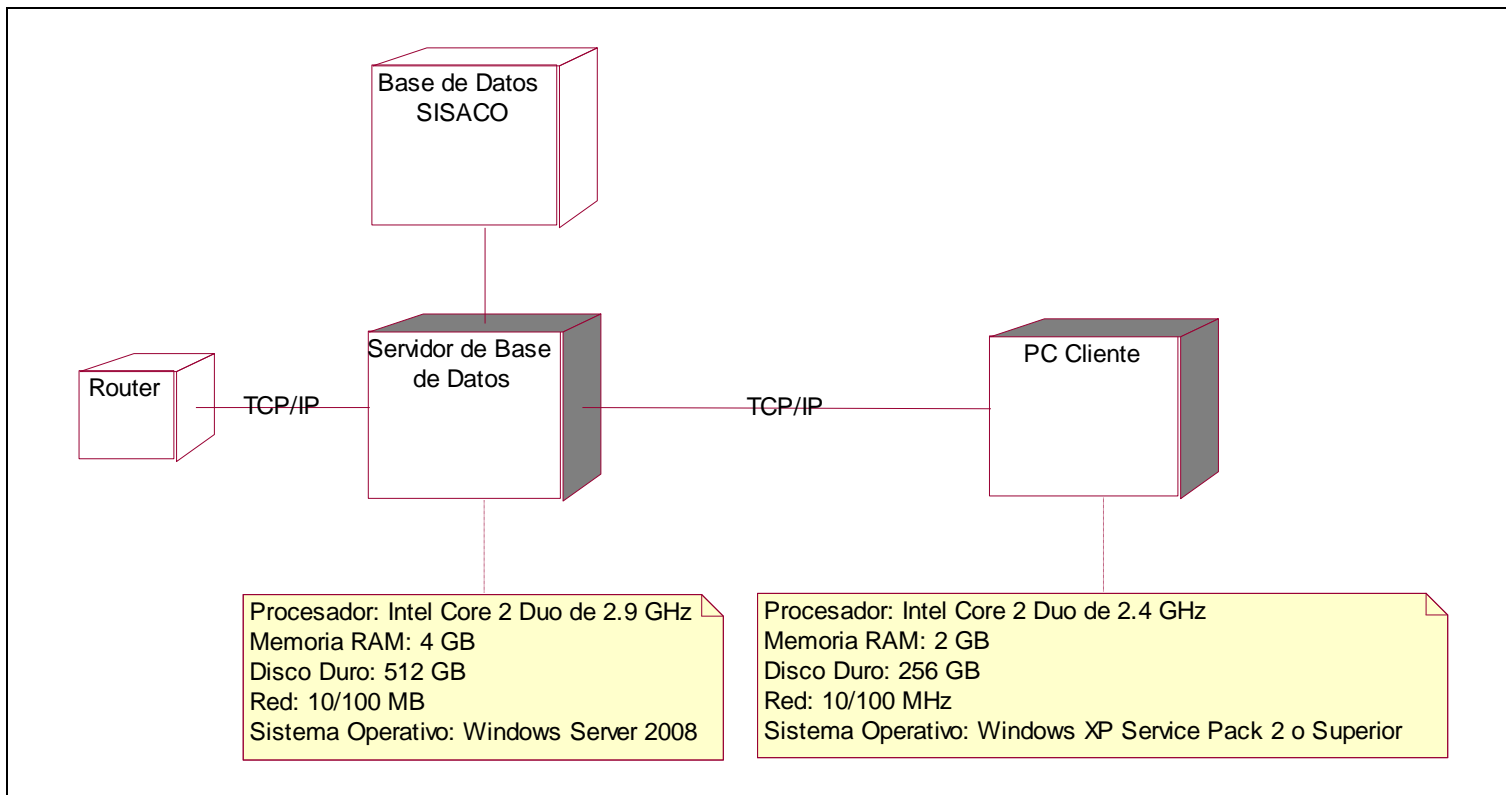 Base de Datos
SISACO
Servidor de Base
de Datos
PC Cliente
Router
TCP/IP
TCP/IP
Procesador: Intel Core 2 Duo de 2.9 GHz
Memoria RAM: 4 GB
Disco Duro: 512 GB
Red: 10/100 MB
Sistema Operativo: Windows Server 2008
Procesador: Intel Core 2 Duo de 2.4 GHz
Memoria RAM: 2 GB
Disco Duro: 256 GB
Red: 10/100 MHz
Sistema Operativo: Windows XP Service Pack 2 o Superior